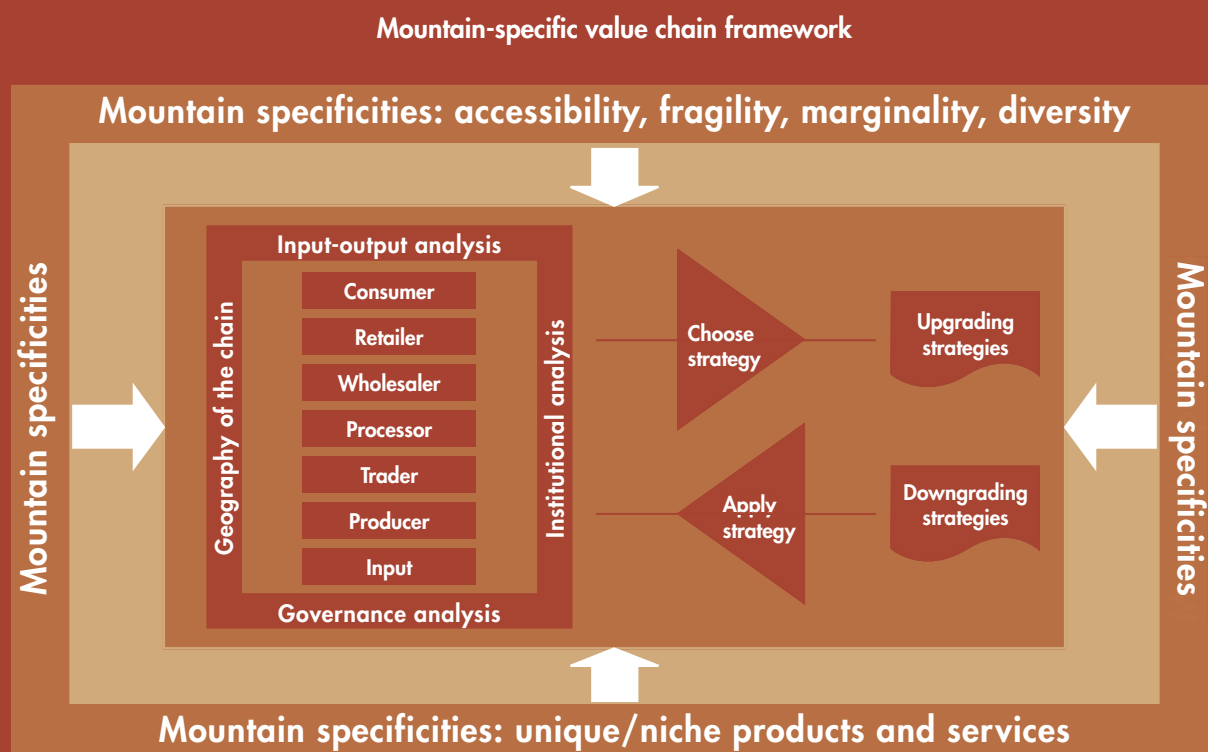 Mountain-specific value chain framework
Mountain specificities: accessibility, fragility, marginality, diversity
Mountain specificities
Input-output analysis
Geography of the chain
Consumer
Retailer
Wholesaler
Processor
Trader
Producer
Input
Institutional analysis
Governance analysis
Choose
strategy
Upgrading
strategies
Apply
strategy
Downgrading
strategies
Mountain specificities
Mountain specificities: unique/niche products and services